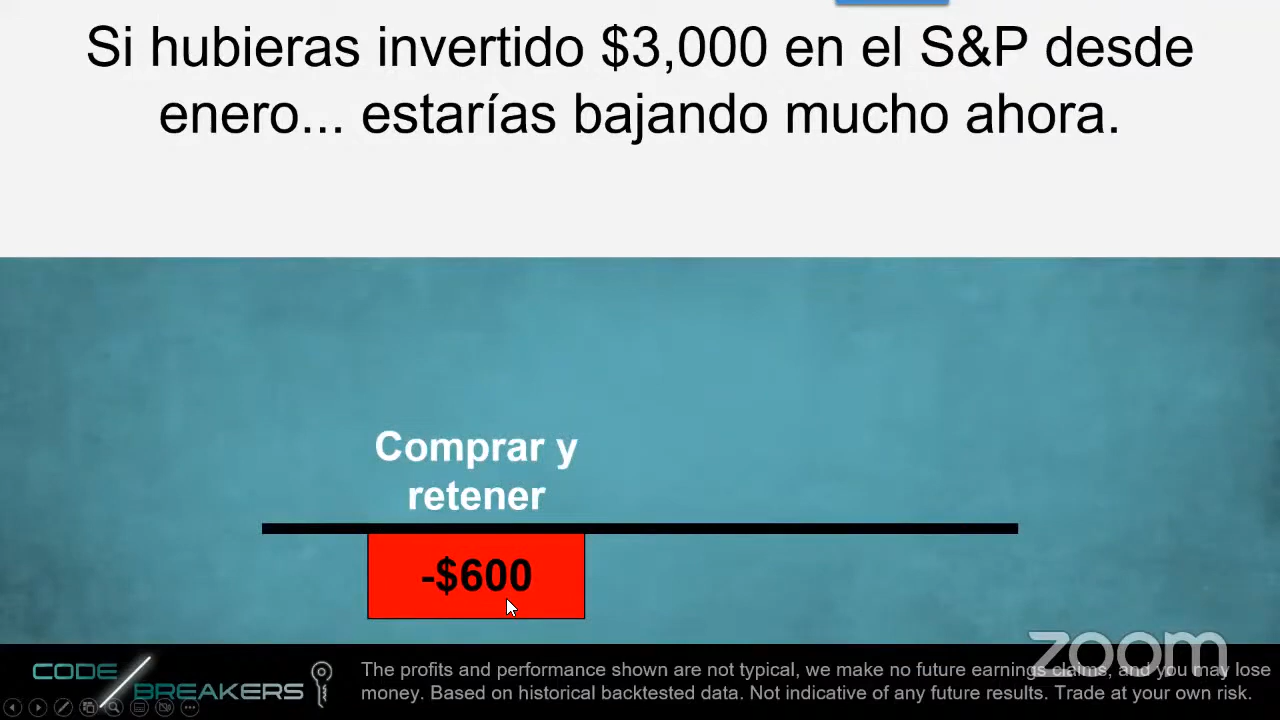 Si hubieras invertido $3,000 en el S&P desde
enero... estarías bajando mucho ahora.
Comprar y
retener
-$600
CODE
BREAKERS
The profits and performance shown are not typical, we make no future earnings claims, and you may lose
money. Based on historical backtested data. Not indicative of any future results. Trade at your own risk.
zoom